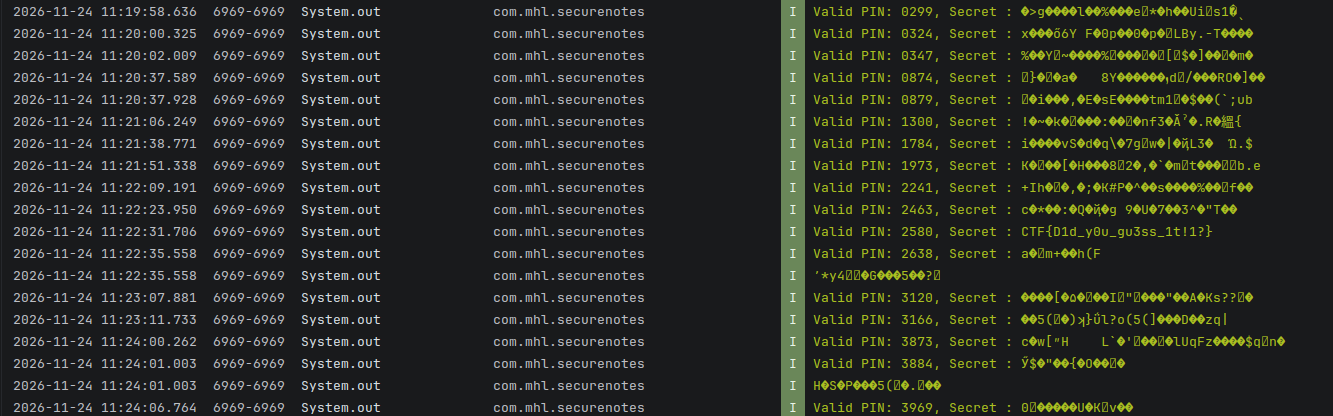 2026-11-24 11:19:58.636 6969-6969 System.out com.mhl.securenotes I Valid PIN: 0299, Secret : �>g����l��%���e�*�h��Ui�s1�
2026-11-24 11:20:00.325 6969-6969 System.out com.mhl.securenotes I Valid PIN: 0324, Secret : x���ő6Y F�0p��0�p��LBy.-T����
2026-11-24 11:20:02.009 6969-6969 System.out com.mhl.securenotes I Valid PIN: 0347, Secret :
2026-11-24 11:20:37.589 6969-6969 System.out com.mhl.securenotes I Valid PIN: 0874, Secret :
2026-11-24 11:20:37.928 6969-6969 System.out com.mhl.securenotes I Valid PIN: 0879, Secret :
2026-11-24 11:21:06.249 6969-6969 System.out com.mhl.securenotes I Valid PIN: 1300, Secret :
2026-11-24 11:21:38.771 6969-6969 System.out com.mhl.securenotes I Valid PIN: 1784, Secret :
2026-11-24 11:21:51.338 6969-6969 System.out com.mhl.securenotes I Valid PIN: 1973, Secret :
2026-11-24 11:22:09.191 6969-6969 System.out com.mhl.securenotes I Valid PIN: 2241, Secret :
2026-11-24 11:22:23.950 6969-6969 System.out com.mhl.securenotes I Valid PIN: 2463, Secret :
2026-11-24 11:22:31.706 6969-6969 System.out com.mhl.securenotes I Valid PIN: 2580, Secret : CTF{D1d_y0u_gu3ss_1t!1?}
2026-11-24 11:22:35.558 6969-6969 System.out com.mhl.securenotes I Valid PIN: 2638, Secret : a��m+��h(F
2026-11-24 11:22:35.558 6969-6969 System.out com.mhl.securenotes I
2026-11-24 11:23:07.881 6969-6969 System.out com.mhl.securenotes I Valid PIN: 3120, Secret :
2026-11-24 11:23:11.733 6969-6969 System.out com.mhl.securenotes I Valid PIN: 3166, Secret :
2026-11-24 11:24:00.262 6969-6969 System.out com.mhl.securenotes I Valid PIN: 3873, Secret :
2026-11-24 11:24:01.003 6969-6969 System.out com.mhl.securenotes I Valid PIN: 3884, Secret :
2026-11-24 11:24:01.003 6969-6969 System.out com.mhl.securenotes I
2026-11-24 11:24:06.764 6969-6969 System.out com.mhl.securenotes I Valid PIN: 3969, Secret :